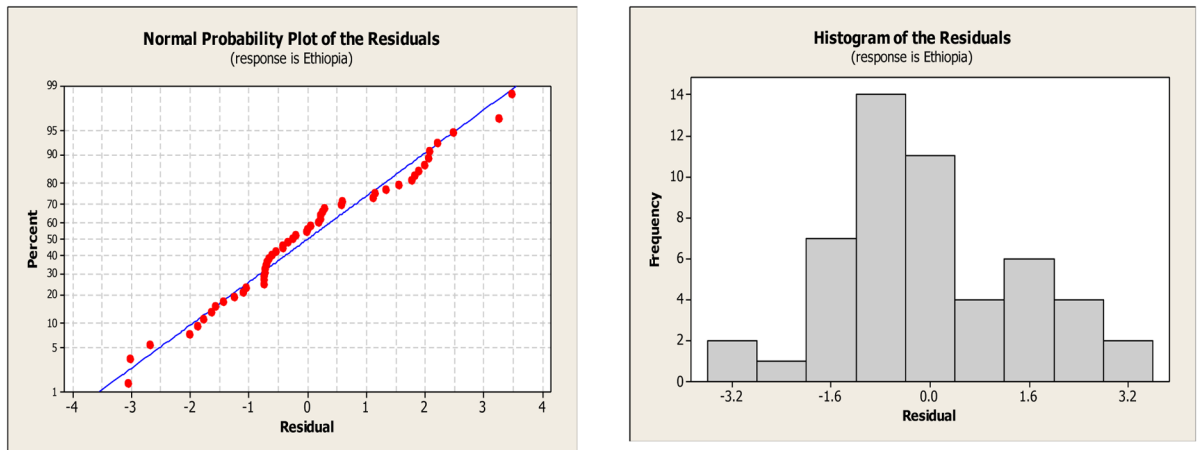 Normal Probability Plot of the Residuals
(response is Ethiopia)
99
95
90
80
70
60
50
40
30
20
10
5
1
Percent
-4 -3 -2 -1 0 1 2 3 4
Residual
Histogram of the Residuals
(response is Ethiopia)
14
12
10
8
6
4
2
0
Frequency
-3.2 -1.6 0.0 1.6 3.2
Residual